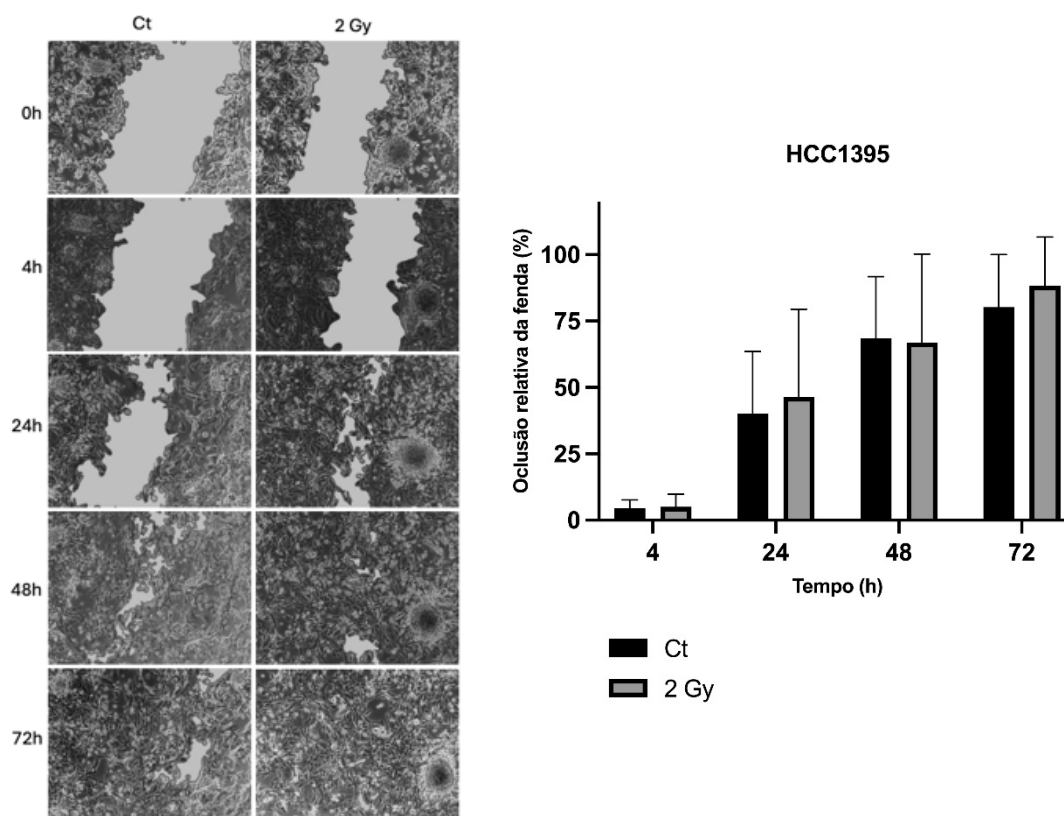 Ct
2 Gy
0h
4h
24h
48h
72h
HCC1395
Oclusão relativa da fenda (%)
100
75
50
25
0
4
24
48
72
Tempo (h)
Ct
2 Gy